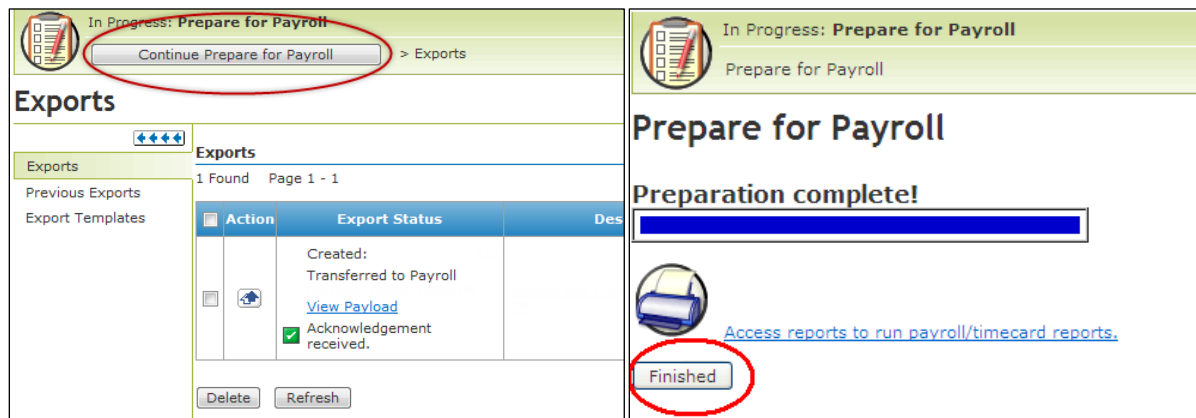 In Progress: Prepare for Payroll
Continue Prepare for Payroll > Exports
Exports
Exports
Previous Exports
Export Templates
Exports
1 Found Page 1 - 1
Action Export Status Des
Created:
Transferred to Payroll
View Payload
Acknowledgement
received.
Delete Refresh
In Progress: Prepare for Payroll
Prepare for Payroll
Prepare for Payroll
Preparation complete!
Access reports to run payroll/timecard reports.
Finished